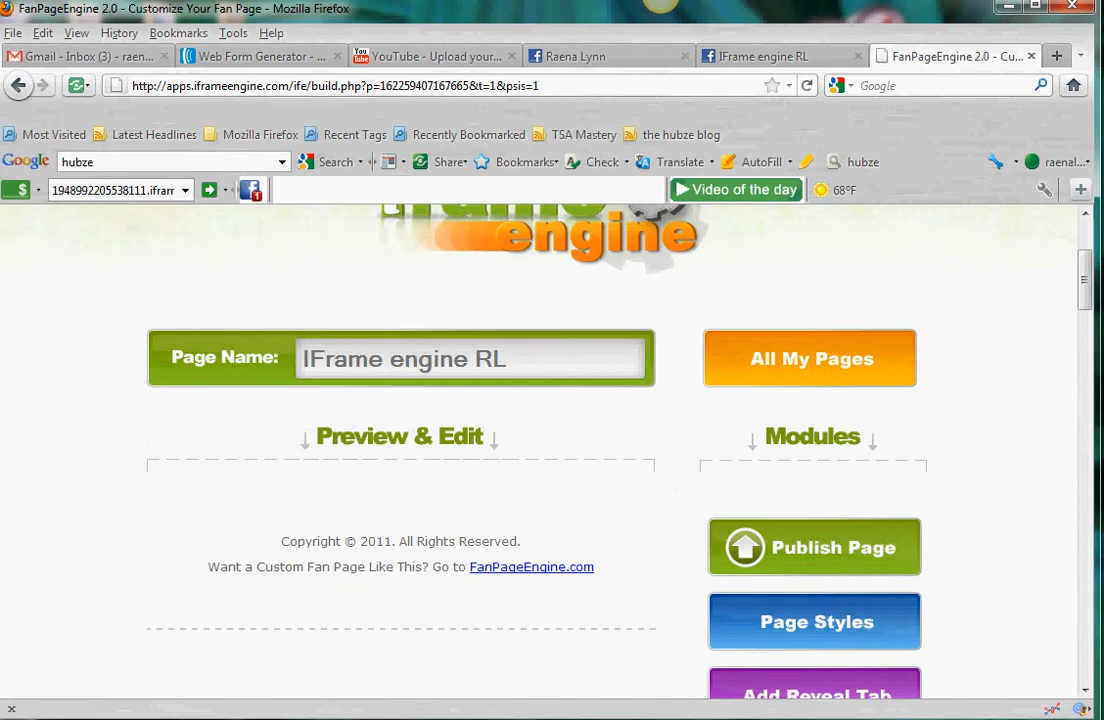 FanPageEngine 2.0 - Customize Your Fan Page - Mozilla Firefox
File Edit View History Bookmarks Tools Help
Gmail - Inbox (3) - raen... Web Form Generator - ... YouTube - Upload your... Raena Lynn IFrame engine RL FanPageEngine 2.0 - Cu...
http://apps.iframeengine.com/ife/build.php?p=162259407167665&t=1&psis=1 Google
Most Visited Latest Headlines Mozilla Firefox Recent Tags Recently Bookmarked TSA Mastery the hubze blog
Google hubze Search Share Bookmarks Check Translate AutoFill hubze raenal...
$ 1948992205538111.ifram 1 Video of the day 68°F
iframe
engine
Page Name: IFrame engine RL All My Pages
Preview & Edit Modules
Copyright © 2011. All Rights Reserved.
Want a Custom Fan Page Like This? Go to FanPageEngine.com
Publish Page
Page Styles
Add Reveal Tab